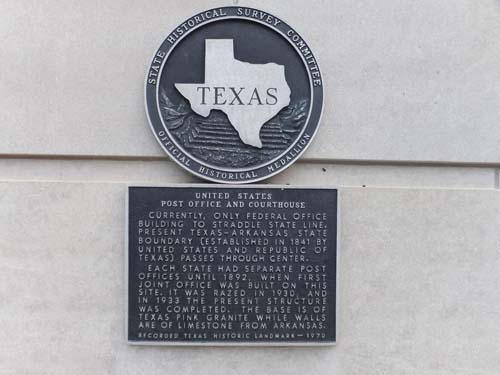 STATE HISTORICAL SURVEY COMMITTEE
TEXAS
OFFICIAL HISTORICAL MEDALLION
UNITED STATES
POST OFFICE AND COURTHOUSE
CURRENTLY, ONLY FEDERAL OFFICE
BUILDING TO STRADDLE STATE LINE.
PRESENT TEXAS-ARKANSAS STATE
BOUNDARY (ESTABLISHED IN 1841 BY
UNITED STATES AND REPUBLIC OF
TEXAS) PASSES THROUGH CENTER.
EACH STATE HAD SEPARATE POST
OFFICES UNTIL 1892, WHEN FIRST
JOINT OFFICE WAS BUILT ON THIS
SITE. IT WAS RAZED IN 1930, AND
IN 1933 THE PRESENT STRUCTURE
WAS COMPLETED. THE BASE IS OF
TEXAS PINK GRANITE WHILE WALLS
ARE OF LIMESTONE FROM ARKANSAS.
RECORDED TEXAS HISTORIC LANDMARK-1970